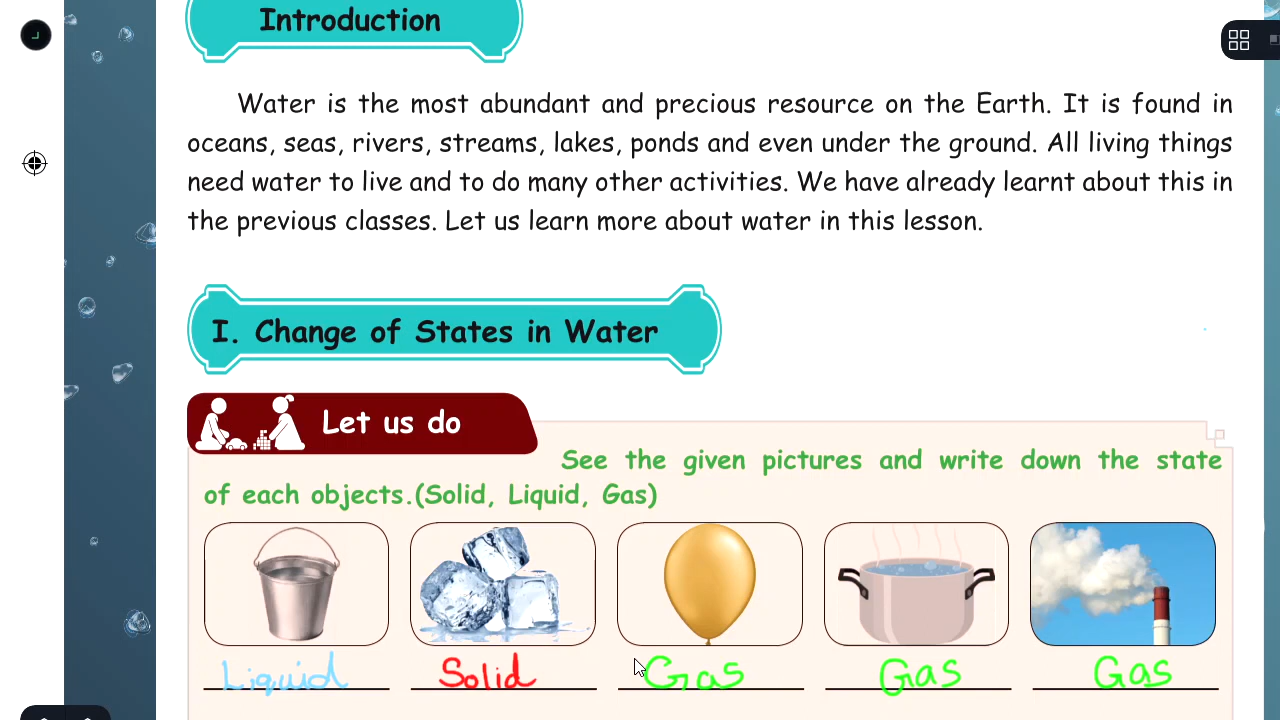 Introduction
Water is the most abundant and precious resource on the Earth. It is found in
oceans, seas, rivers, streams, lakes, ponds and even under the ground. All living things
need water to live and to do many other activities. We have already learnt about this in
the previous classes. Let us learn more about water in this lesson.
I. Change of States in Water
Let us do
See the given pictures and write down the state
of each objects.(Solid, Liquid, Gas)
Liquid Solid Gas Gas Gas